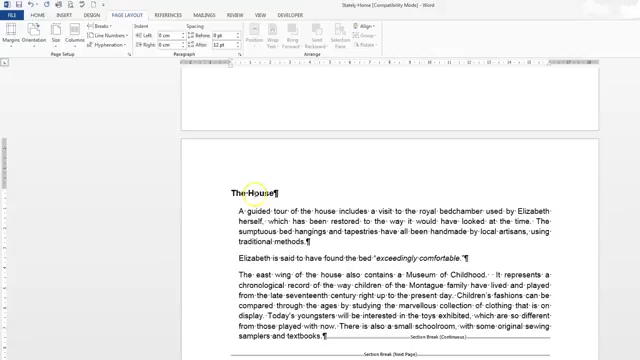 Stately Home [Compatibility Mode] - Word
FILE HOME INSERT DESIGN PAGE LAYOUT REFERENCES MAILINGS REVIEW VIEW DEVELOPER
Margins Orientation Size Columns Breaks Line Numbers Hyphenation Indent Left: 0 cm Right: 0 cm Spacing Before: 0 pt After: 12 pt Position Wrap Text Bring Forward Send Backward Selection Pane Align Group Rotate
Page Setup Paragraph Arrange
The House¶
A guided tour of the house includes a visit to the royal bedchamber used by Elizabeth
herself, which has been restored to the way it would have looked at the time. The
sumptuous bed hangings and tapestries have all been handmade by local artisans, using
traditional methods.¶
Elizabeth is said to have found the bed “exceedingly comfortable.”¶
The east wing of the house also contains a Museum of Childhood. It represents a
chronological record of the way children of the Montague family have lived and played
from the late seventeenth century right up to the present day. Children’s fashions can be
compared through the ages by studying the marvellous collection of clothing that is on
display. Today’s youngsters will be interested in the toys exhibited, which are so different
from those played with now. There is also a small schoolroom, with some original sewing
samplers and textbooks.¶ Section Break (Continuous)
Section Break (Next Page)